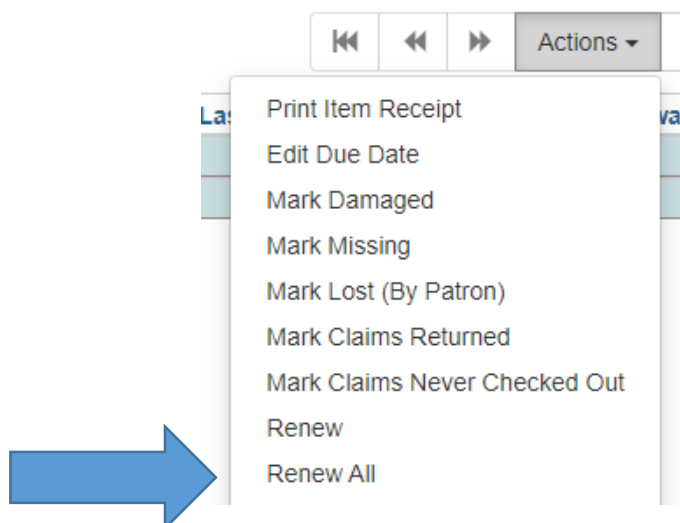 Actions
Print Item Receipt
Edit Due Date
Mark Damaged
Mark Missing
Mark Lost (By Patron)
Mark Claims Returned
Mark Claims Never Checked Out
Renew
Renew All